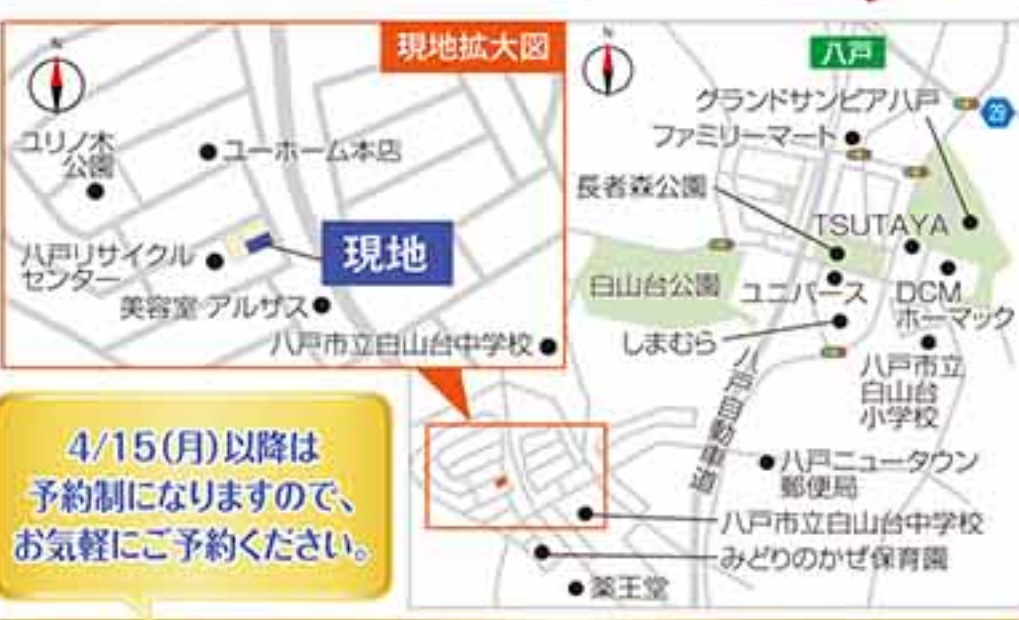 現地拡大図
N
ユリノ木
公園
ユーホーム本店
八戸リサイクル
センター
現地
美容室・アルザス
八戸市立白山台中学校
N
八戸
グランドサンピア八戸
29
ファミリーマート
長者森公園
TSUTAYA
白山台公園
ユニバース
DCM
ホーマック
しまむら
八戸市立
白山台
小学校
八戸自動車道
八戸ニュータウン
郵便局
八戸市立白山台中学校
みどりのかぜ保育園
薬王堂
4/15(月)以降は
予約制になりますので、
お気軽にご予約ください。